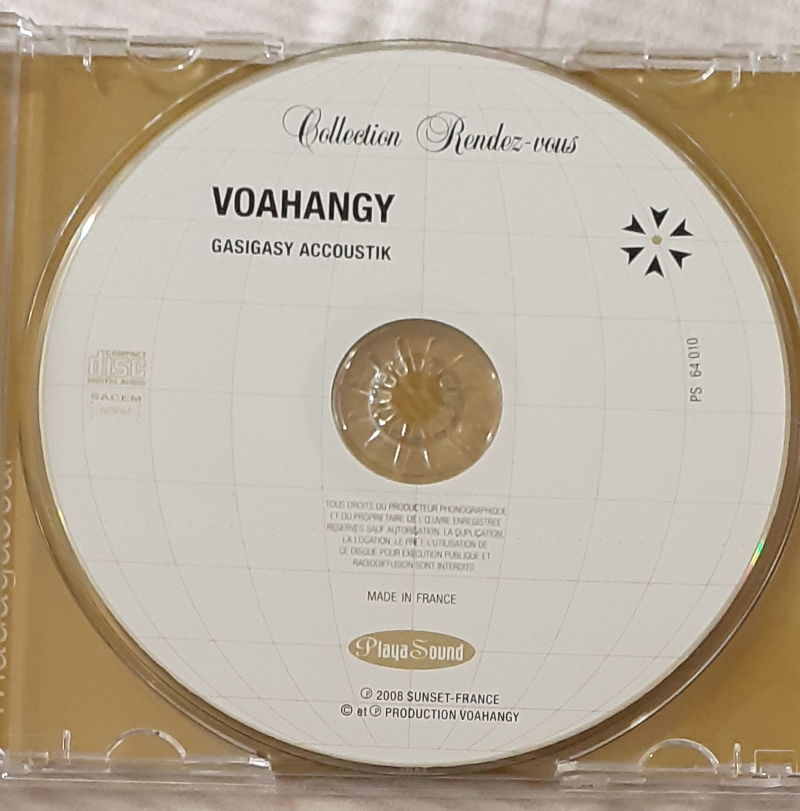 Collection Rendez-vous
VOAHANGY
GASIGASY ACCOUSTIK
PS 64 010
COMPACT
disc
DIGITAL AUDIO
SACEM
TOUS DROITS DU PRODUCTEUR PHONOGRAPHIQUE
ET DU PROPRIETAIRE DE L'ŒUVRE ENREGISTREE
RESERVES SAUF AUTORISATION, LA DUPLICATION,
LA LOCATION, LE PRET, L'UTILISATION DE
CE DISQUE POUR EXECUTION PUBLIQUE ET
RADIODIFFUSION SONT INTERDITS
MADE IN FRANCE
PlayaSound
℗ 2008 SUNSET-FRANCE
© et ℗ PRODUCTION VOAHANGY